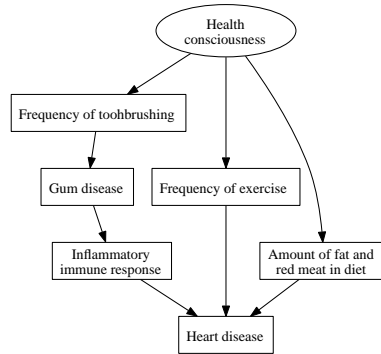 Health
consciousness
Frequency of toohbrushing
Gum disease
Frequency of exercise
Inflammatory
immune response
Amount of fat and
red meat in diet
Heart disease